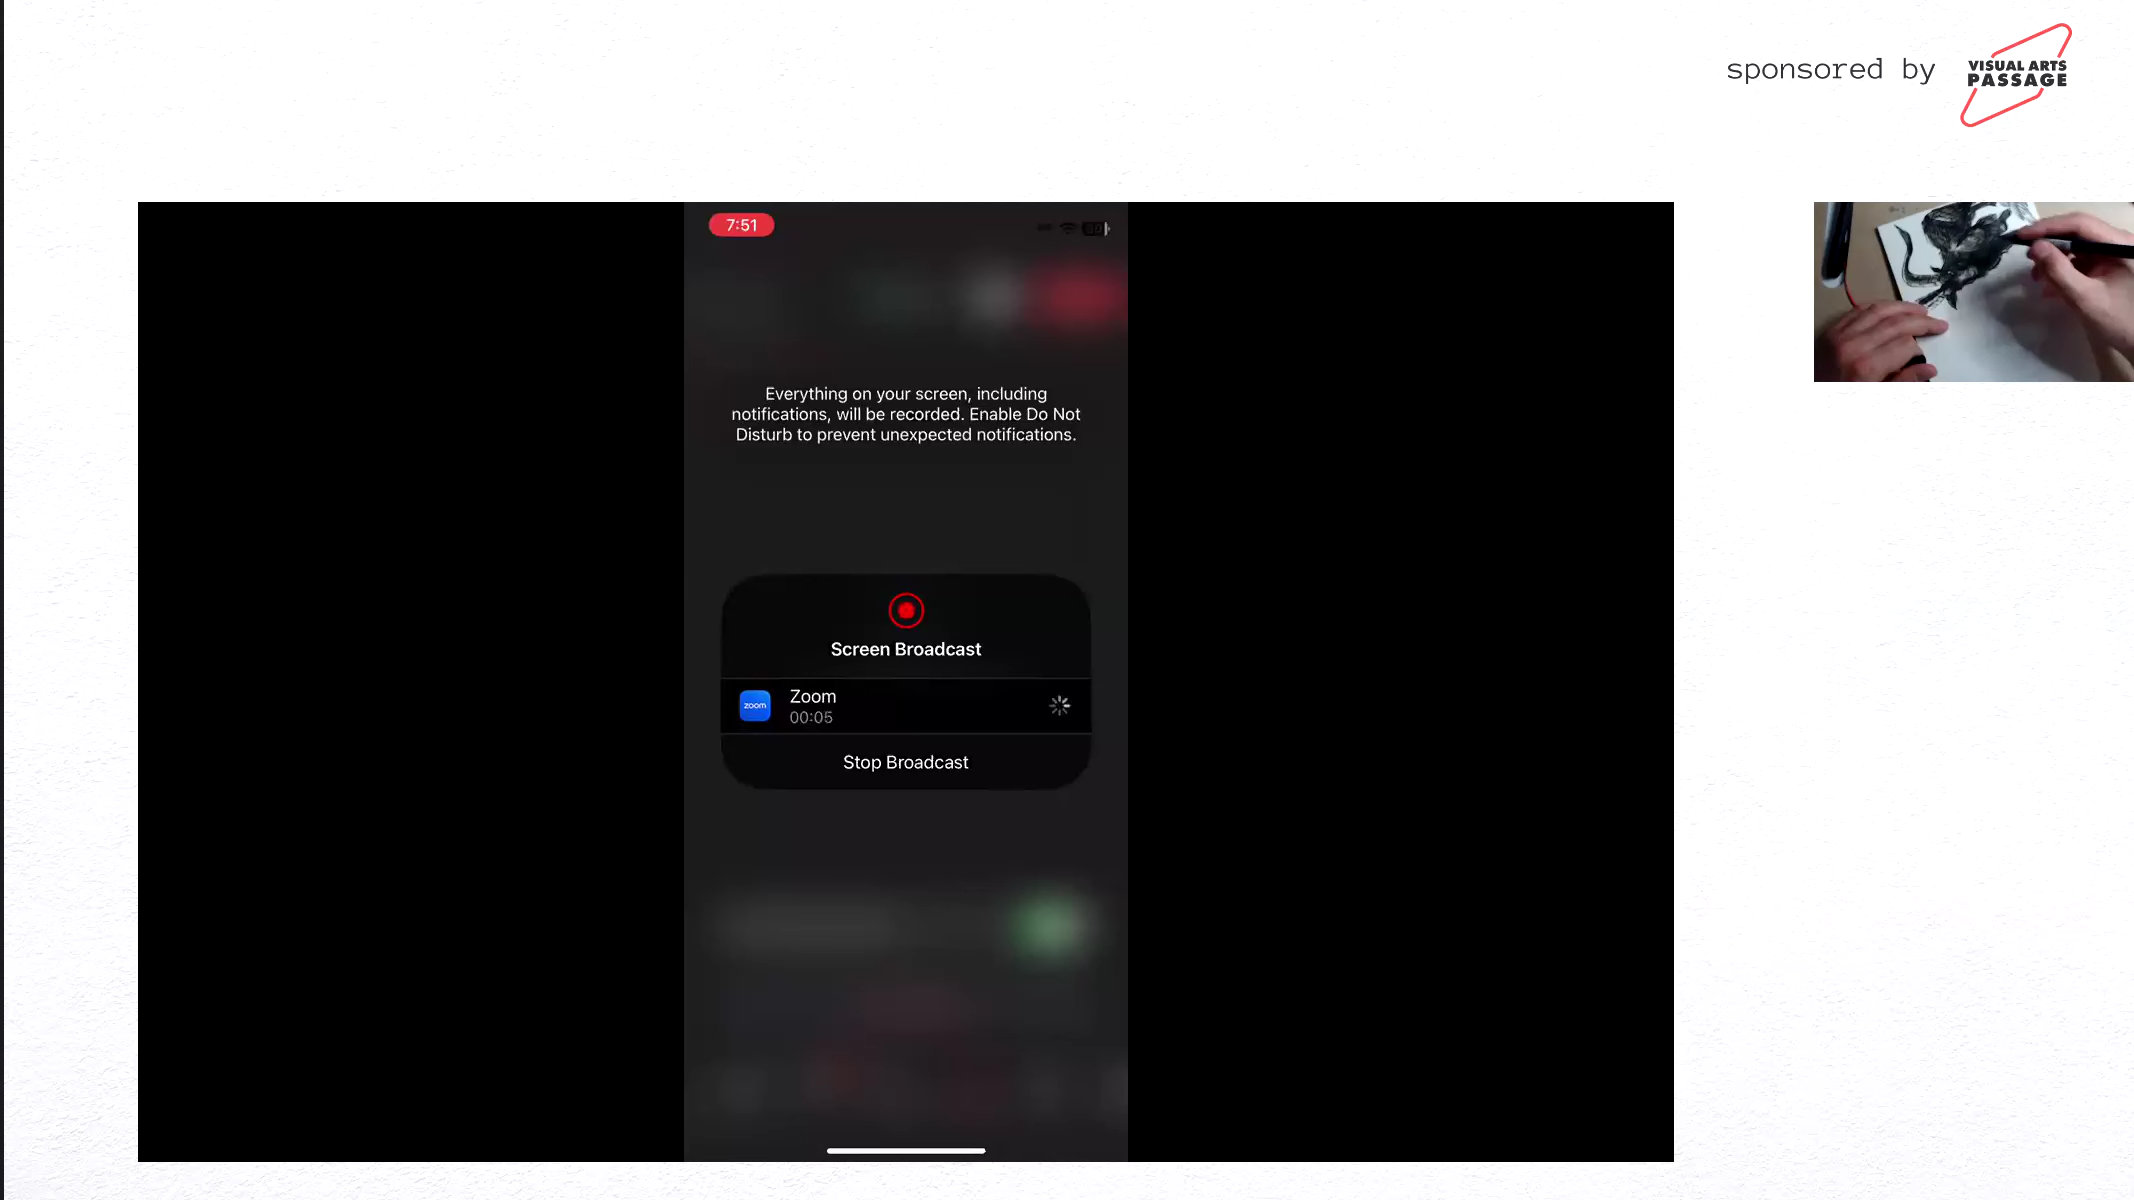 sponsored by
VISUAL ARTS
PASSAGE
7:51
Everything on your screen, including
notifications, will be recorded. Enable Do Not
Disturb to prevent unexpected notifications.
Screen Broadcast
zoom
Zoom
00:05
Stop Broadcast